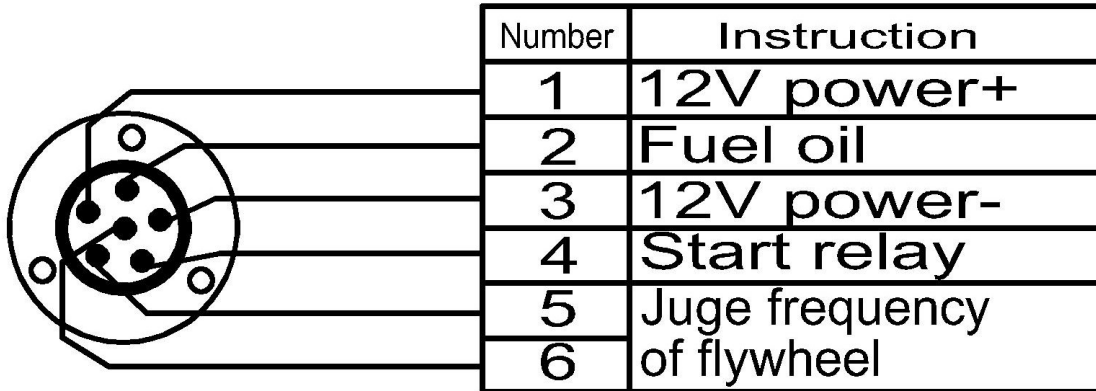 Number Instruction
1 12V power+
2 Fuel oil
3 12V power-
4 Start relay
5 Juge frequency
6 of flywheel